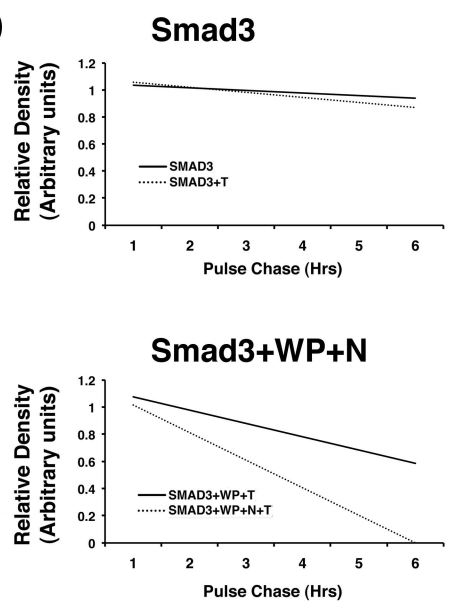 )
Smad3
Relative Density
(Arbitrary units)
1.2
1
0.8
0.6
0.4
0.2
0
SMAD3
SMAD3+T
1 2 3 4 5 6
Pulse Chase (Hrs)
Smad3+WP+N
Relative Density
(Arbitrary units)
1.2
1
0.8
0.6
0.4
0.2
0
SMAD3+WP+T
SMAD3+WP+N+T
1 2 3 4 5 6
Pulse Chase (Hrs)